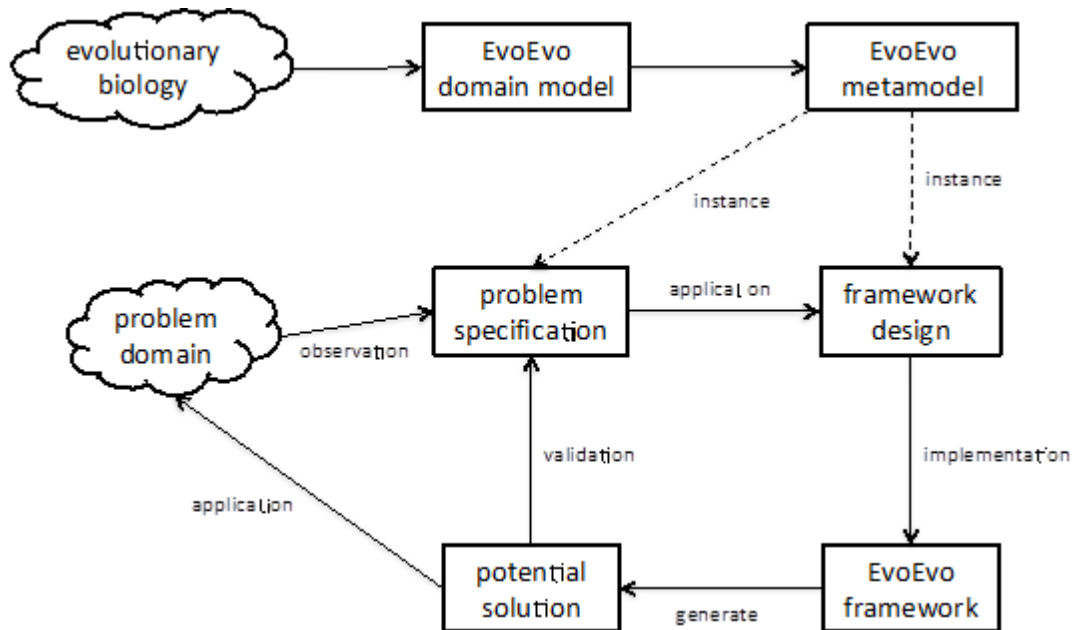 evolutionary
biology
EvoEvo
domain model
EvoEvo
metamodel
instance
instance
problem
domain
observation
problem
specification
application
framework
design
validation
implementation
application
potential
solution
generate
EvoEvo
framework